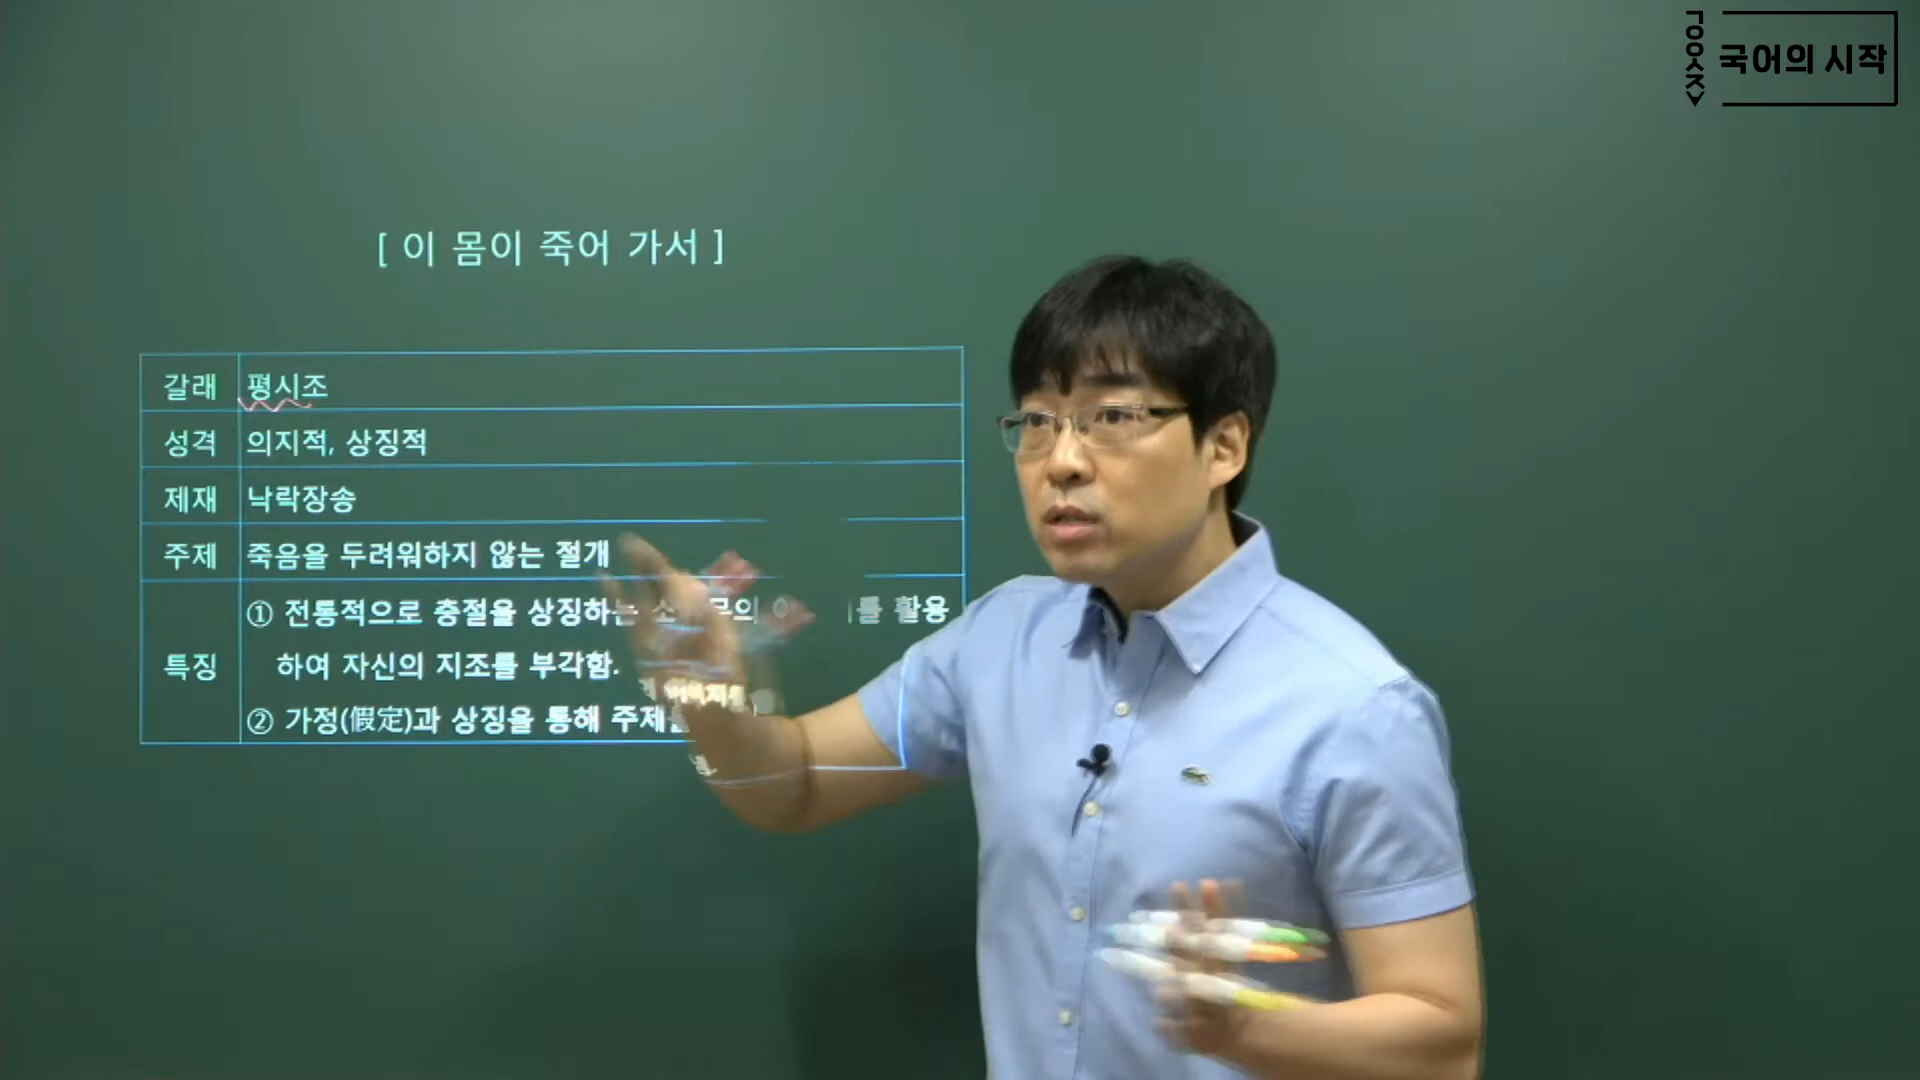 국어의 시작
[ 이 몸이 죽어 가서 ]
갈래 평시조
성격 의지적, 상징적
제재 낙락장송
주제 죽음을 두려워하지 않는 절개
특징
① 전통적으로 충절을 상징하는 활용
하여 자신의 지조를 부각함.
② 가정(假定)과 상징을 통해 주제를